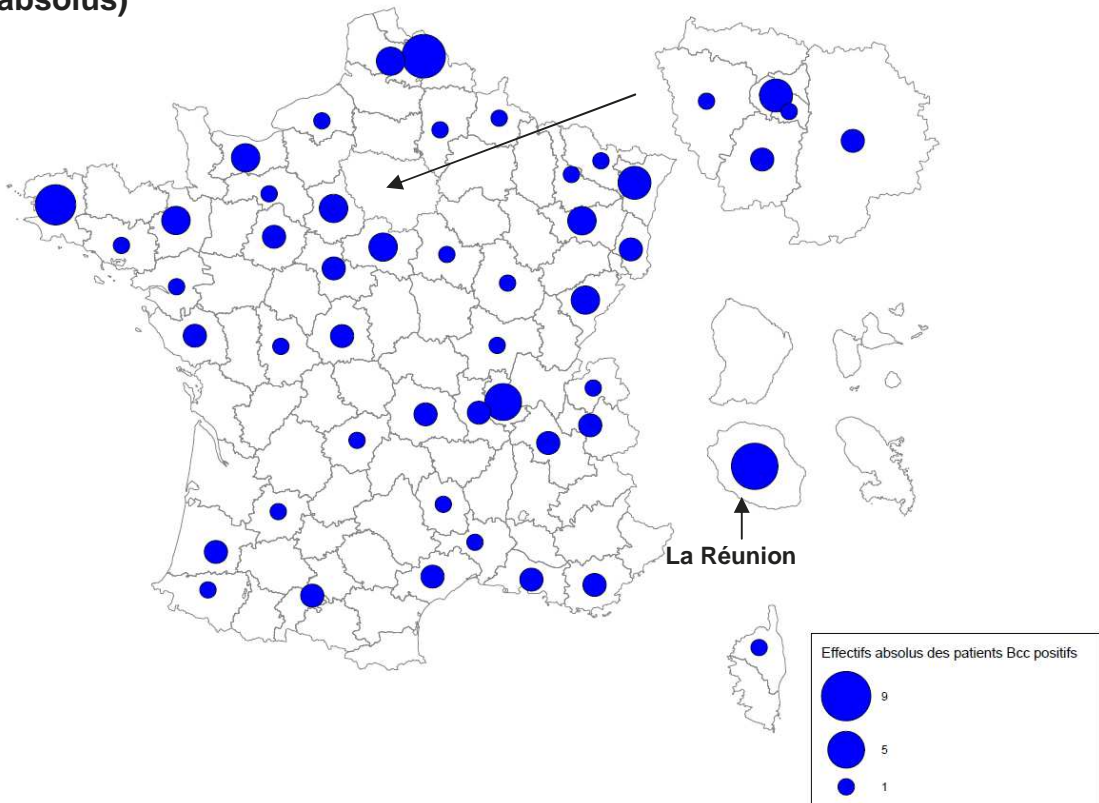 absolus)
La Réunion
Effectifs absolus des patients Bcc positifs
9
5
1